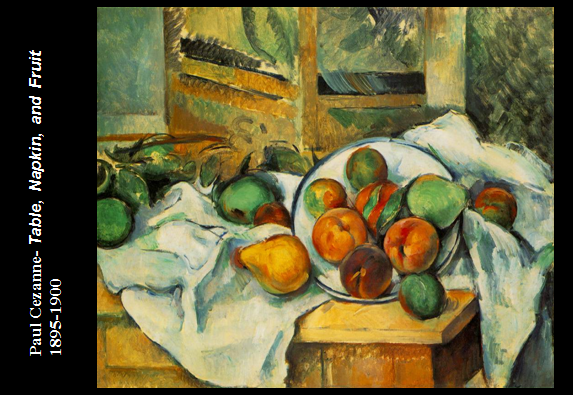 Paul Cezanne- Table, Napkin, and Fruit
1895-1900